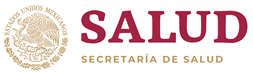 ESTADOS UNIDOS MEXICANOS
SALUD
SECRETARÍA DE SALUD